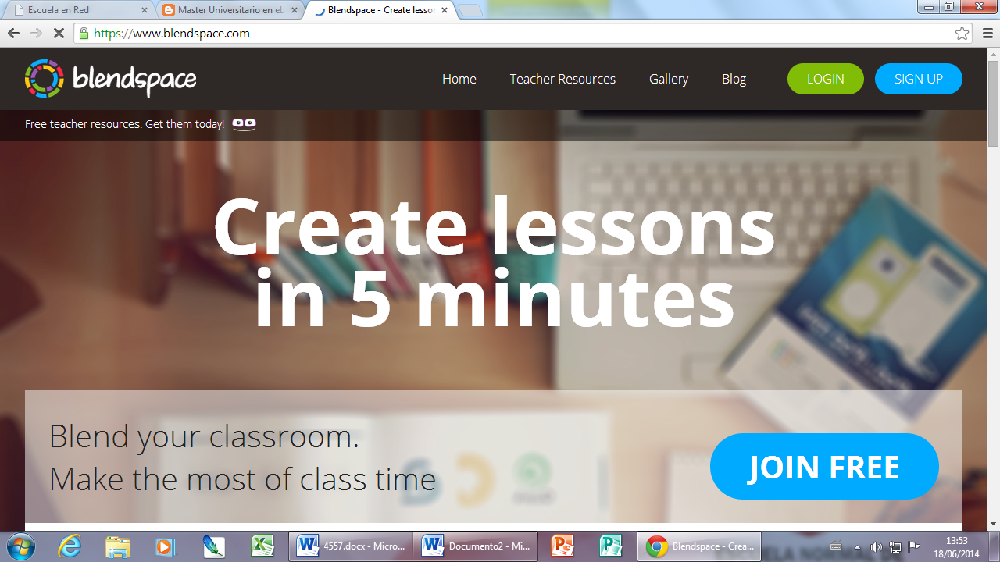 Escuela en Red
Master Universitario en eL
Blendspace - Create lesson
https://www.blendspace.com
blendspace
Home
Teacher Resources
Gallery
Blog
LOGIN
SIGN UP
Free teacher resources. Get them today!
Create lessons
in 5 minutes
Blend your classroom.
Make the most of class time
JOIN FREE
4557.docx - Micro...
Documento2 - Mi...
Blendspace - Crea...
13:53
18/06/2014